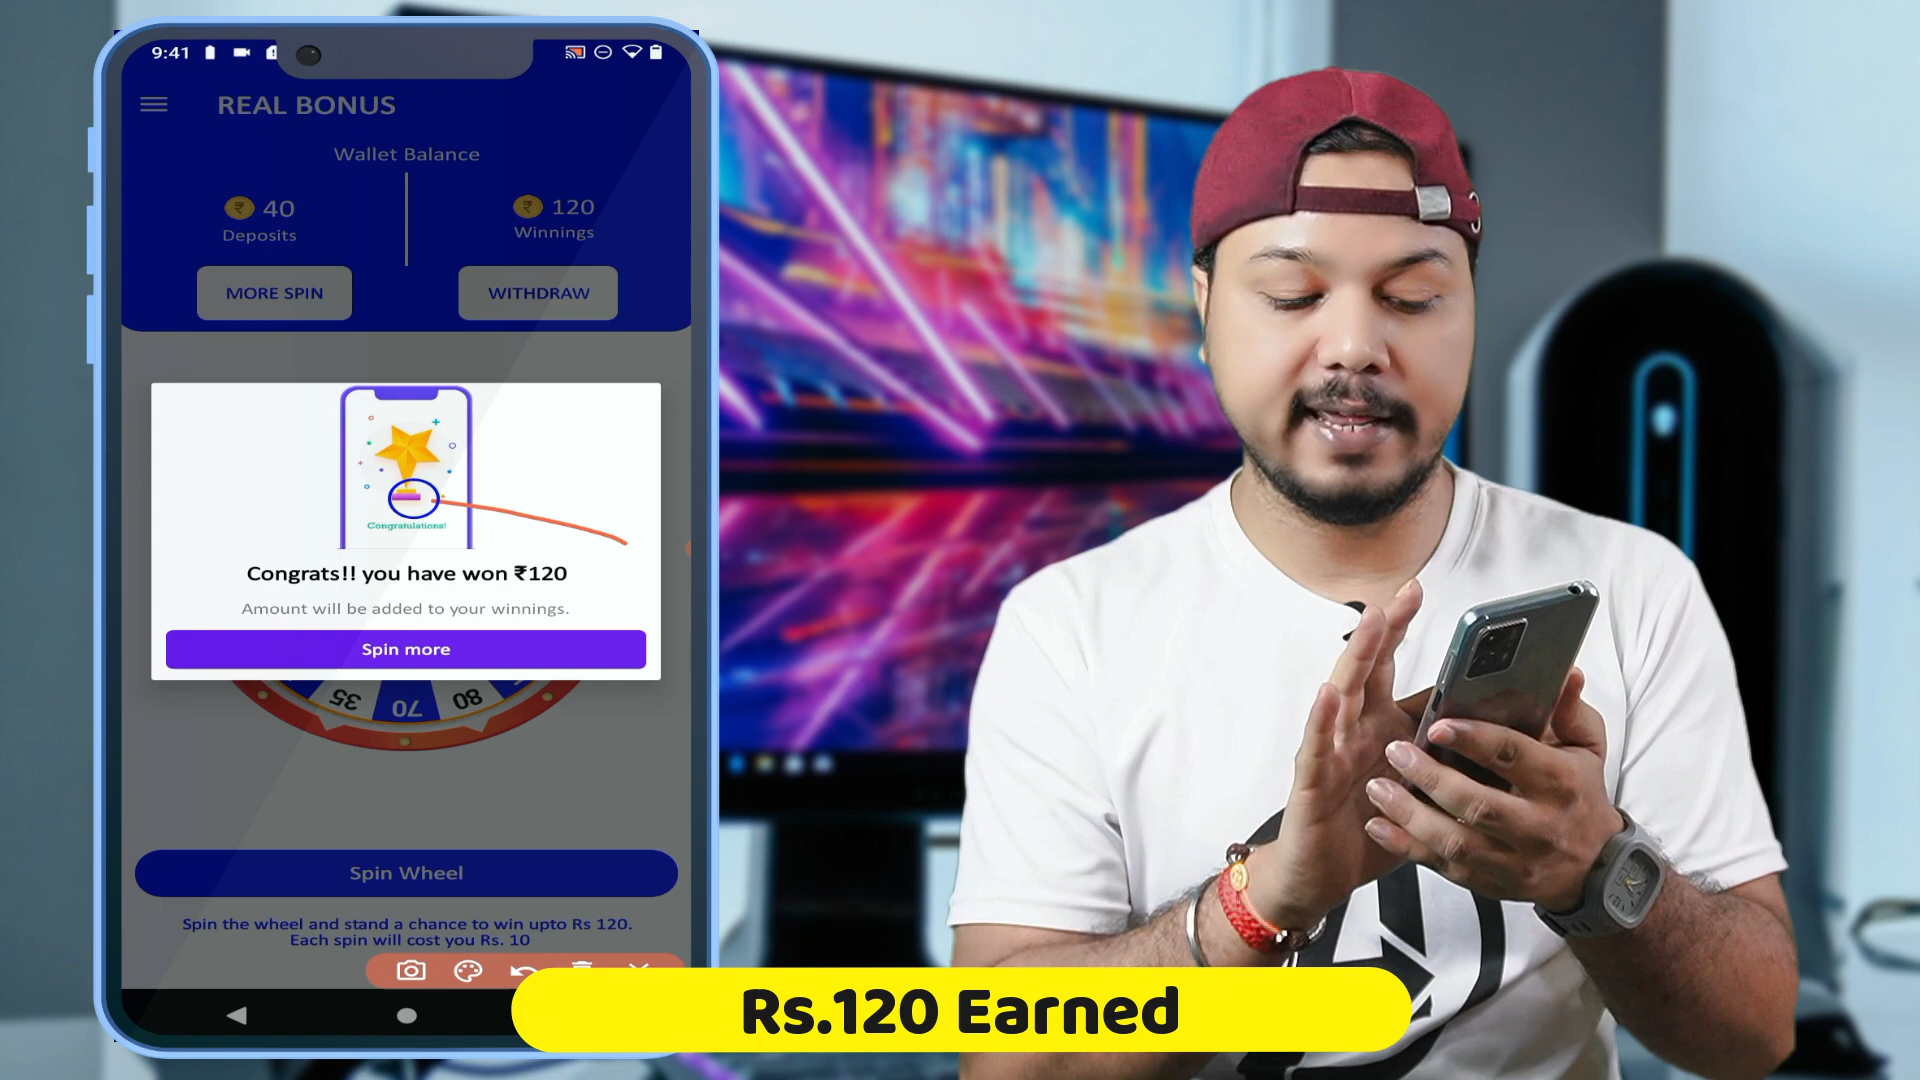 9:41
REAL BONUS
Wallet Balance
₹ 40
Deposits
₹ 120
Winnings
MORE SPIN
WITHDRAW
Congratulations!
Congrats!! you have won ₹120
Amount will be added to your winnings.
Spin more
35
70
80
Spin Wheel
Spin the wheel and stand a chance to win upto Rs 120.
Each spin will cost you Rs. 10
Rs.120 Earned